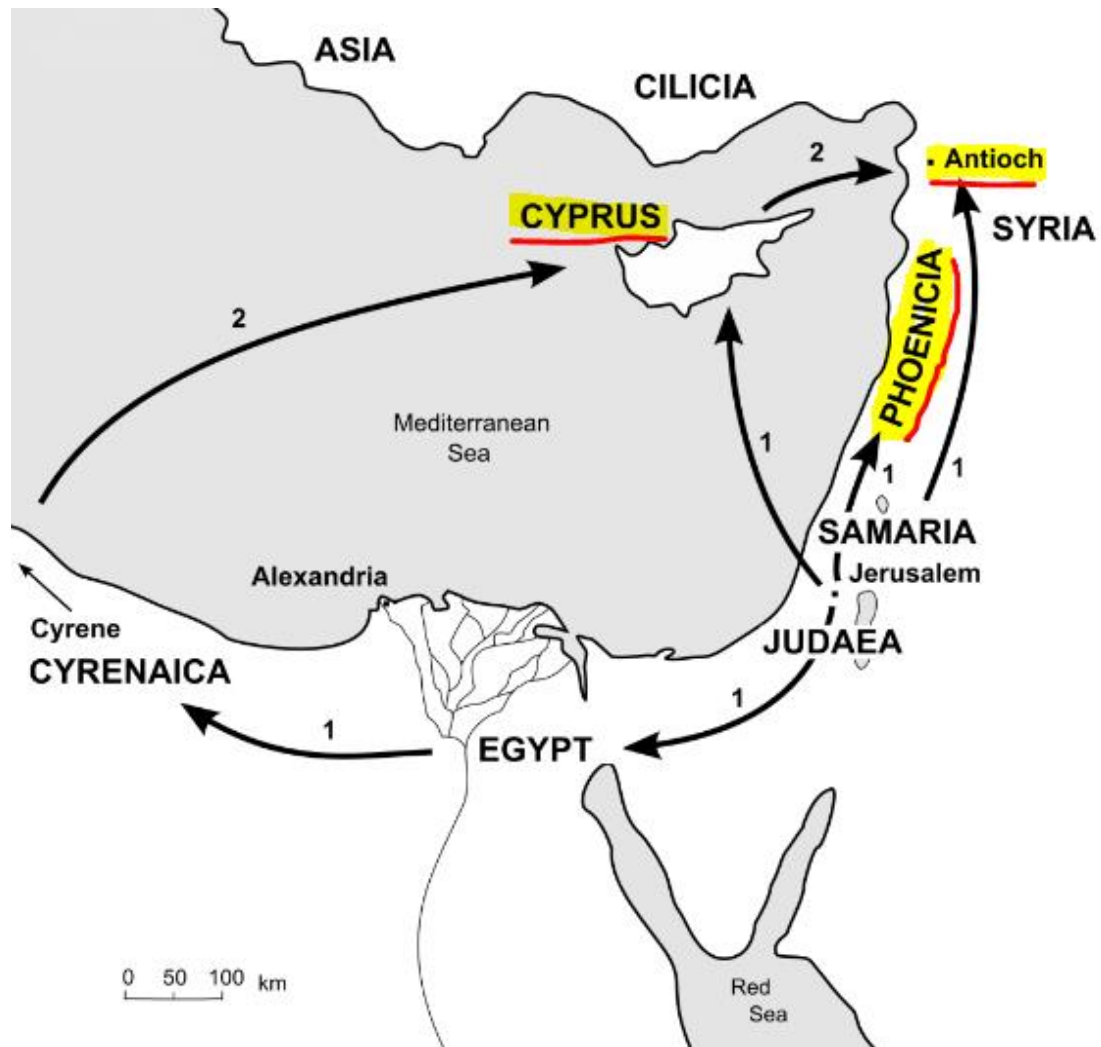 ASIA
CILICIA
2
Antioch
CYPRUS
SYRIA
2
PHOENICIA
Mediterranean
Sea
1
1
1
SAMARIA
Alexandria
Jerusalem
Cyrene
JUDAEA
CYRENAICA
1
1
EGYPT
0 50 100 km
Red
Sea